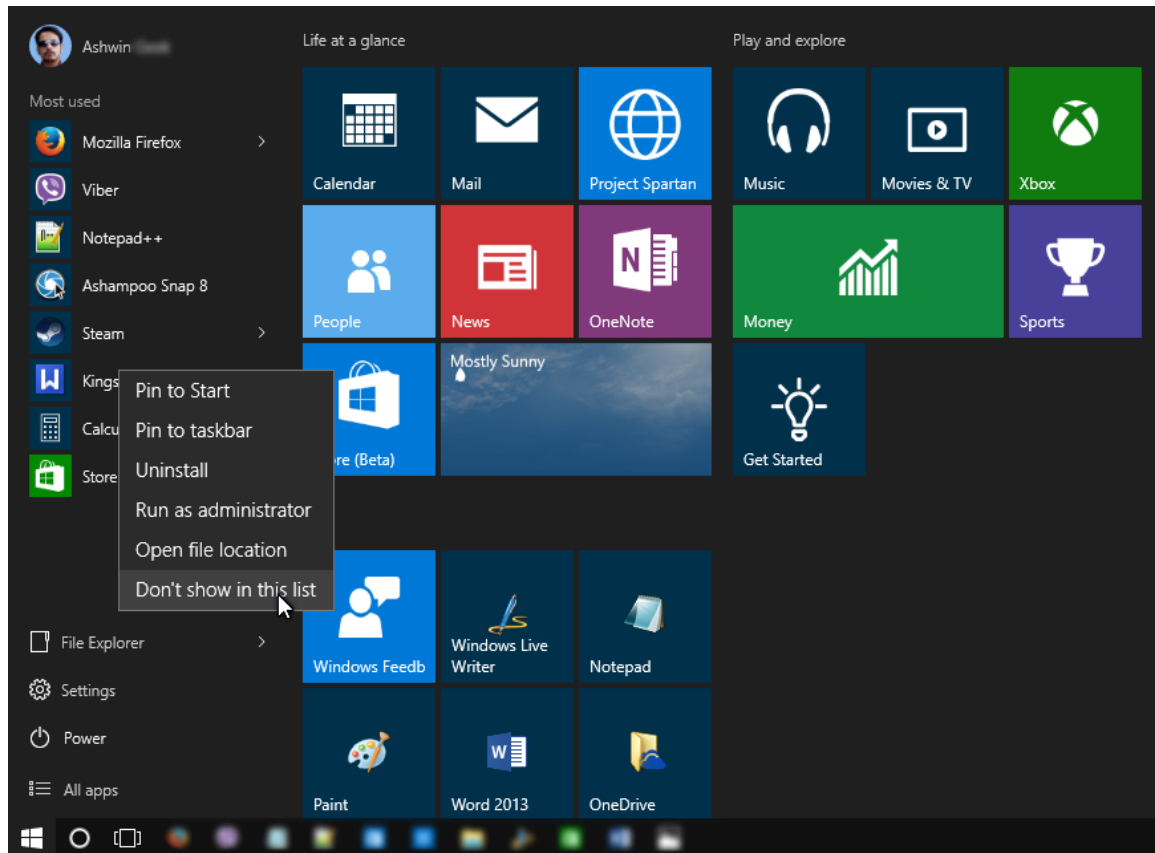 Ashwin
Most used
Mozilla Firefox
Viber
Notepad++
Ashampoo Snap 8
Steam
Kings
Calcu
Store
Pin to Start
Pin to taskbar
Uninstall
Run as administrator
Open file location
Don't show in this list
File Explorer
Settings
Power
All apps
Life at a glance
Calendar
Mail
Project Spartan
People
News
OneNote
re (Beta)
Mostly Sunny
Windows Feedb
Windows Live
Writer
Notepad
Paint
Word 2013
OneDrive
Play and explore
Music
Movies & TV
Xbox
Money
Sports
Get Started